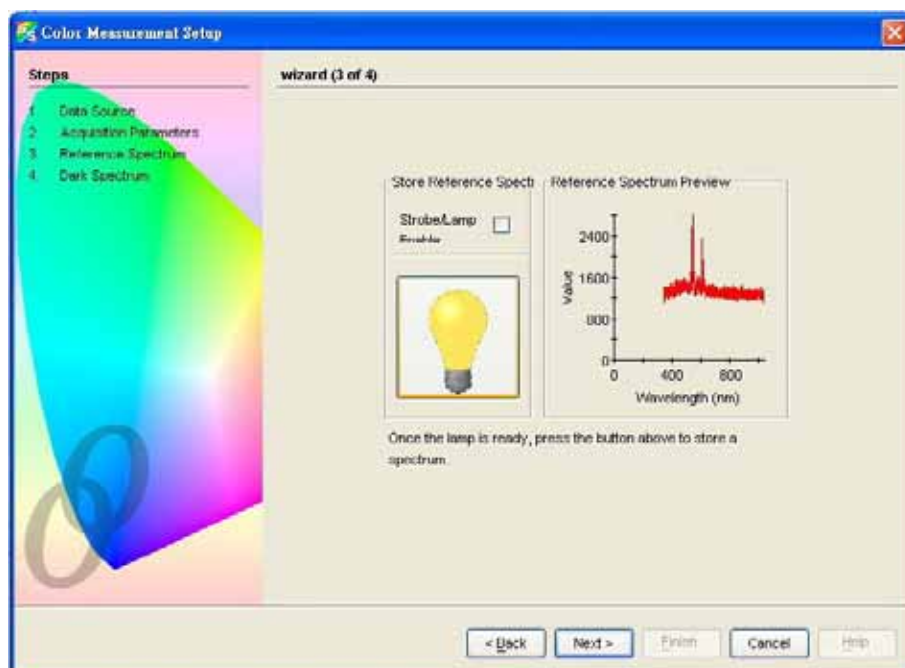 Color Measurement Setup
Steps
1. Data Source
2. Acquisition Parameters
3. Reference Spectrum
4. Dark Spectrum
wizard (3 of 4)
Store Reference Spectr
Strobe/Lamp
Enable
Reference Spectrum Preview
Value
2400
1600
800
0
0 400 800
Wavelength (nm)
Once the lamp is ready, press the button above to store a
spectrum.
< Back Next > Finish Cancel Help